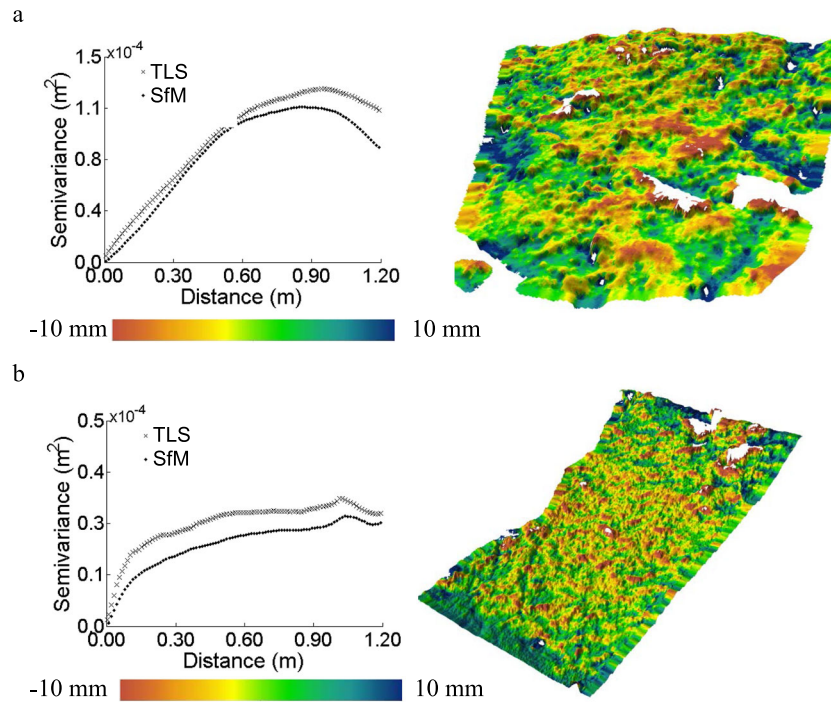 a
×10⁻⁴
1.5
1.1
0.8
0.4
0.0
Semivariance (m²)
TLS
SfM
0.00 0.30 0.60 0.90 1.20
Distance (m)
-10 mm 10 mm
b
×10⁻⁴
0.5
0.4
0.3
0.1
0.0
Semivariance (m²)
TLS
SfM
0.00 0.30 0.60 0.90 1.20
Distance (m)
-10 mm 10 mm